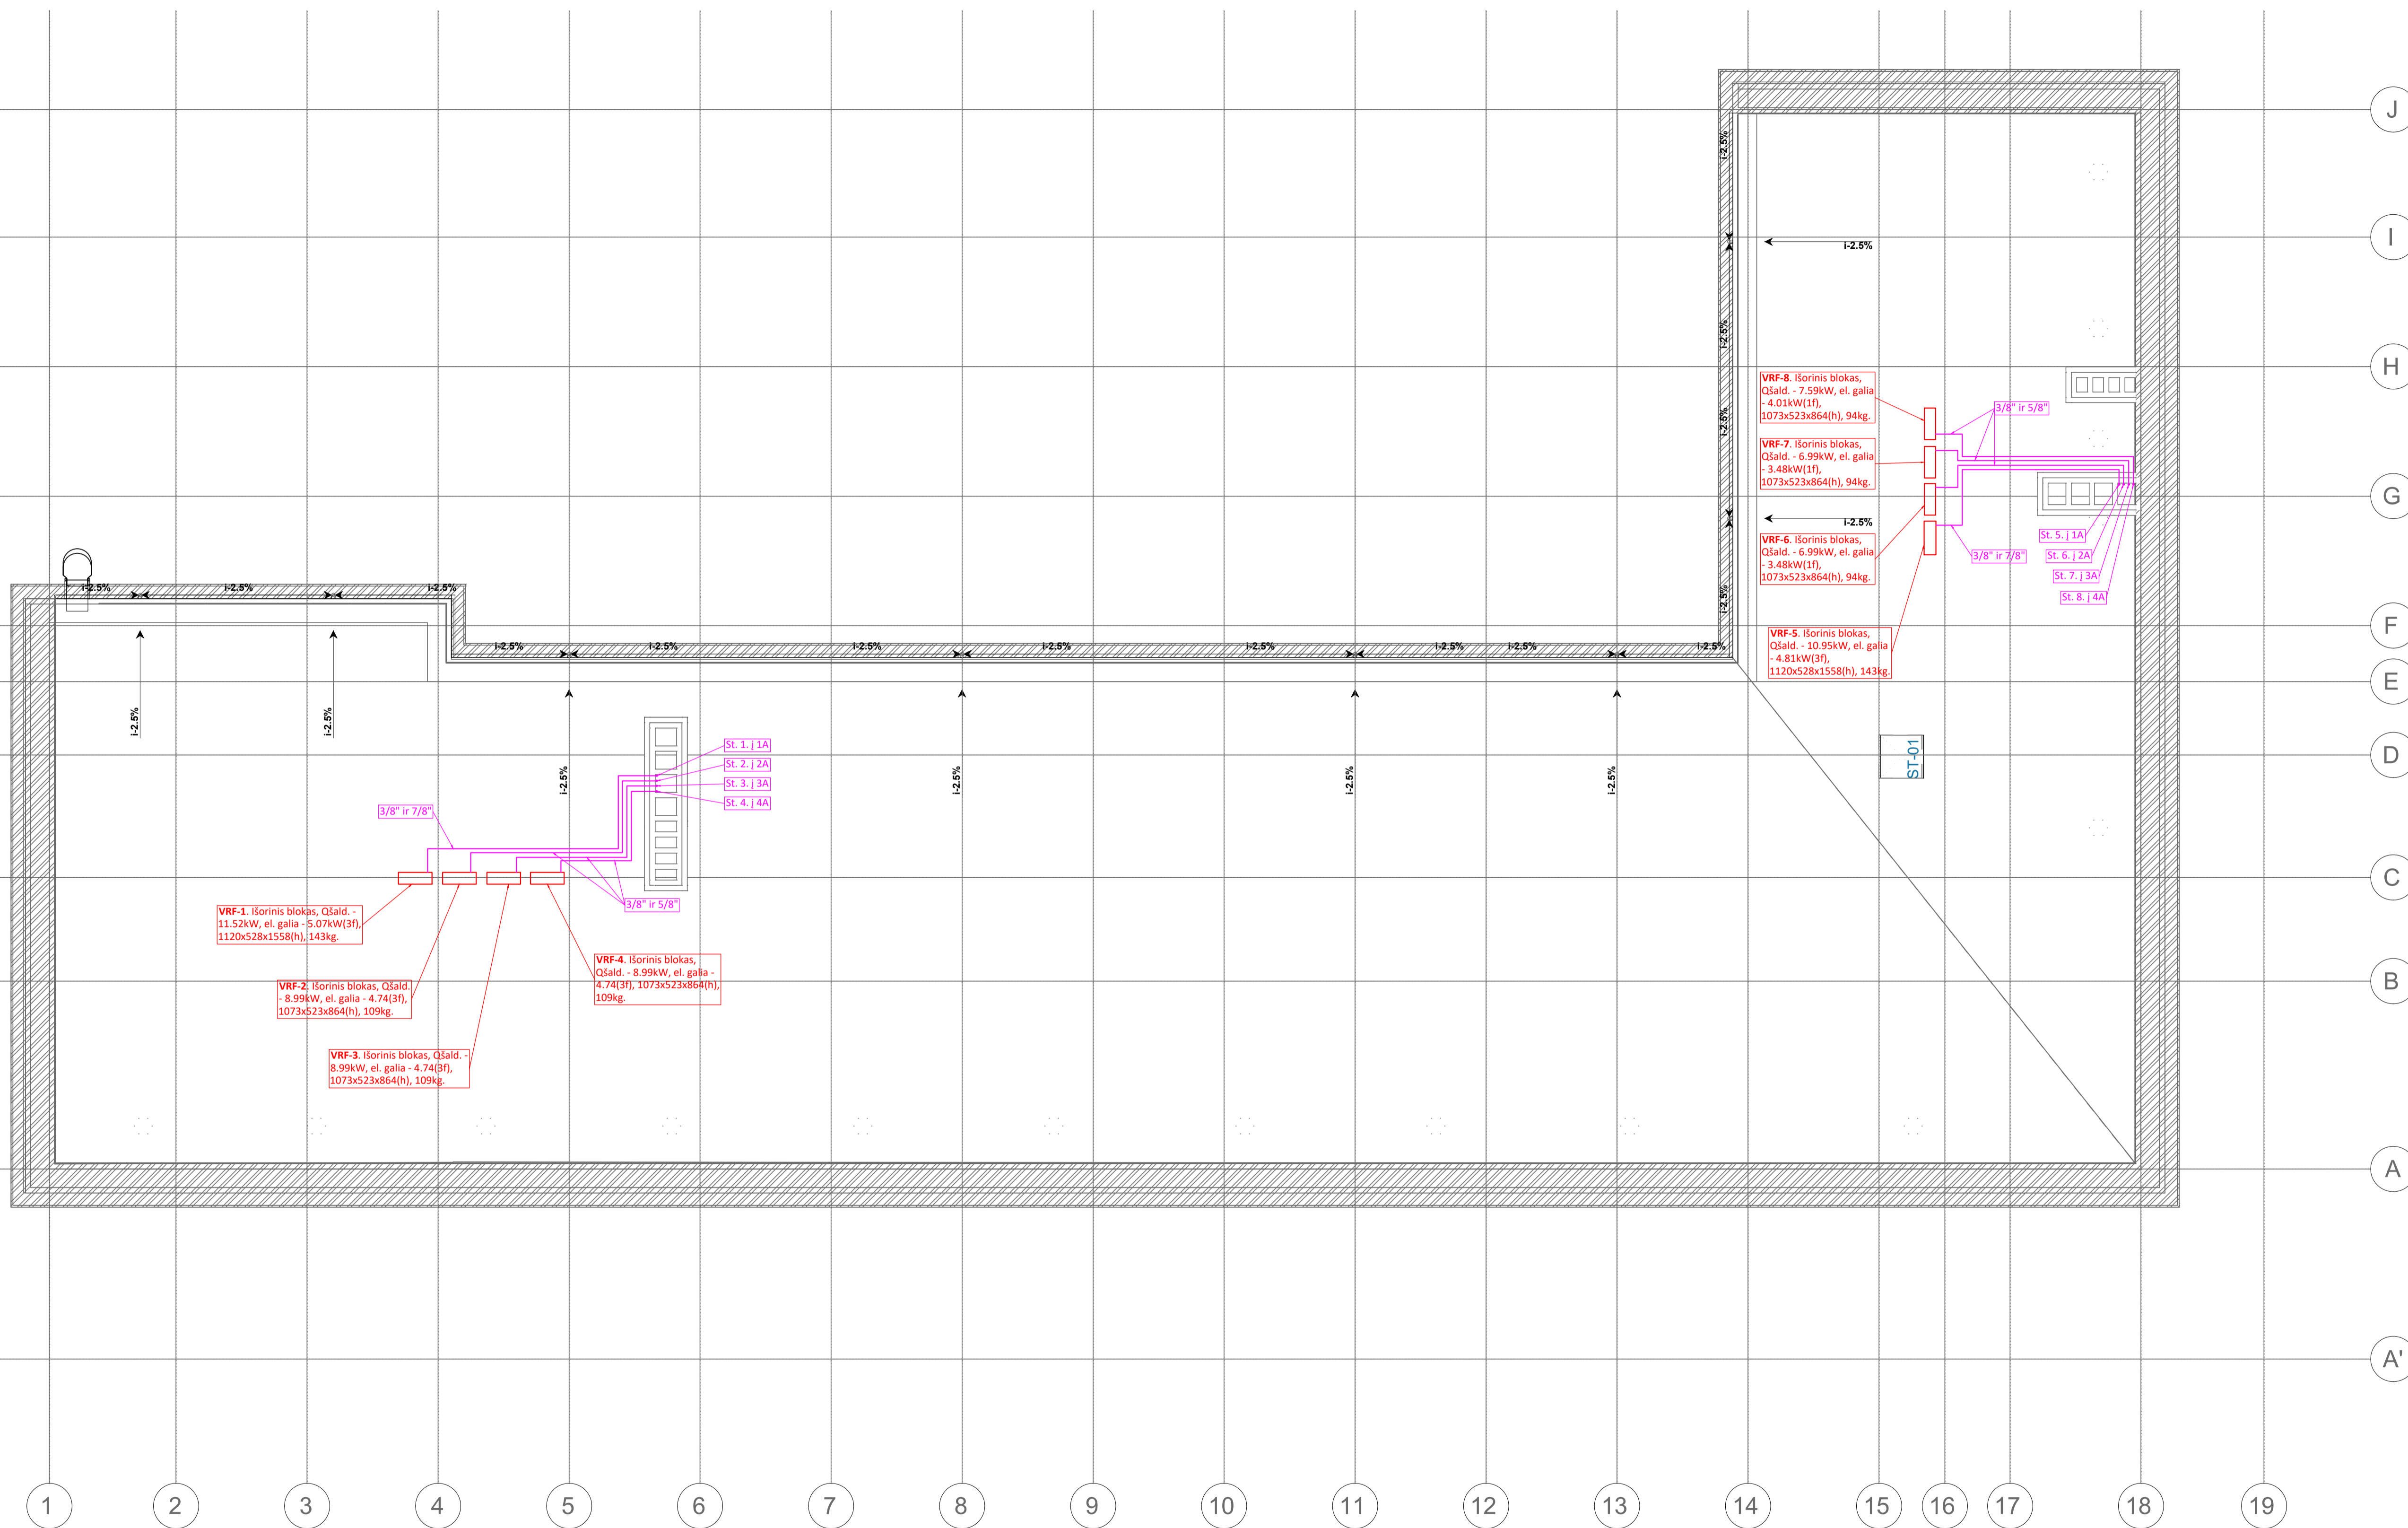 J
i-2.5%
I
i-2.5%
i-2.5%
H
VRF-8. Išorinis blokas,
Qšald. - 7.59kW, el. galia
- 4.01kW(1f),
1073x523x864(h), 94kg.
3/8" ir 5/8"
i-2.5%
VRF-7. Išorinis blokas,
Qšald. - 6.99kW, el. galia
- 3.48kW(1f),
1073x523x864(h), 94kg.
G
i-2.5%
VRF-6. Išorinis blokas,
Qšald. - 6.99kW, el. galia
- 3.48kW(1f),
1073x523x864(h), 94kg.
3/8" ir 7/8"
St. 5. į 1A
St. 6. į 2A
St. 7. į 3A
St. 8. į 4A
i-2.5%
i-2.5%
i-2.5%
i-2.5%
F
VRF-5. Išorinis blokas,
Qšald. - 10.95kW, el. galia
- 4.81kW(3f),
1120x528x1558(h), 143kg.
i-2.5%
i-2.5%
i-2.5%
i-2.5%
i-2.5%
i-2.5%
i-2.5%
i-2.5%
E
i-2.5%
i-2.5%
D
ST-01
St. 1. į 1A
St. 2. į 2A
St. 3. į 3A
St. 4. į 4A
i-2.5%
i-2.5%
i-2.5%
i-2.5%
3/8" ir 7/8"
C
3/8" ir 5/8"
VRF-1. Išorinis blokas, Qšald. -
11.52kW, el. galia - 5.07kW(3f),
1120x528x1558(h), 143kg.
VRF-4. Išorinis blokas,
Qšald. - 8.99kW, el. galia -
4.74(3f), 1073x523x864(h),
109kg.
B
VRF-2. Išorinis blokas, Qšald.
- 8.99kW, el. galia - 4.74(3f),
1073x523x864(h), 109kg.
VRF-3. Išorinis blokas, Qšald. -
8.99kW, el. galia - 4.74(3f),
1073x523x864(h), 109kg.
A
A'
1 2 3 4 5 6 7 8 9 10 11 12 13 14 15 16 17 18 19